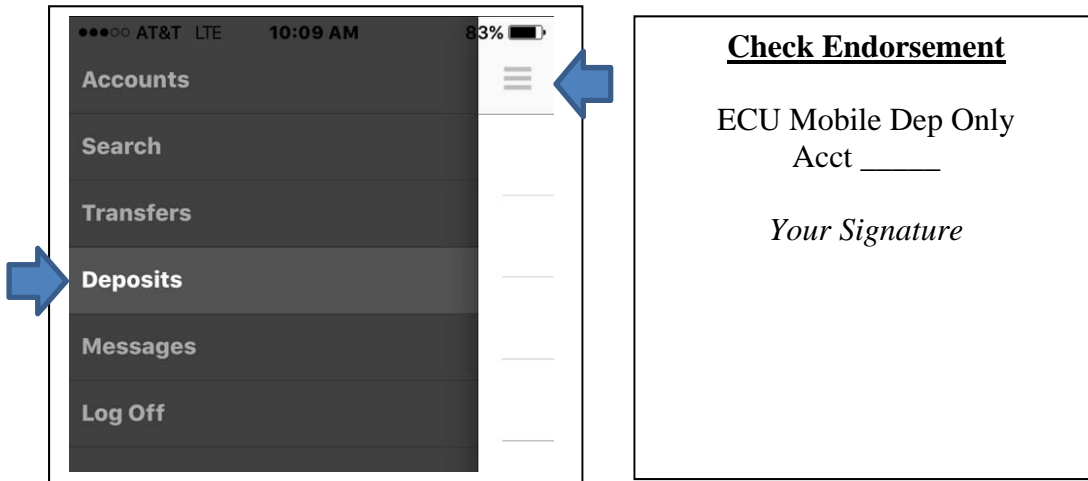 ●●●○○ AT&T LTE 10:09 AM 83%
Accounts
Search
Transfers
Deposits
Messages
Log Off
Check Endorsement
ECU Mobile Dep Only
Acct _____
Your Signature